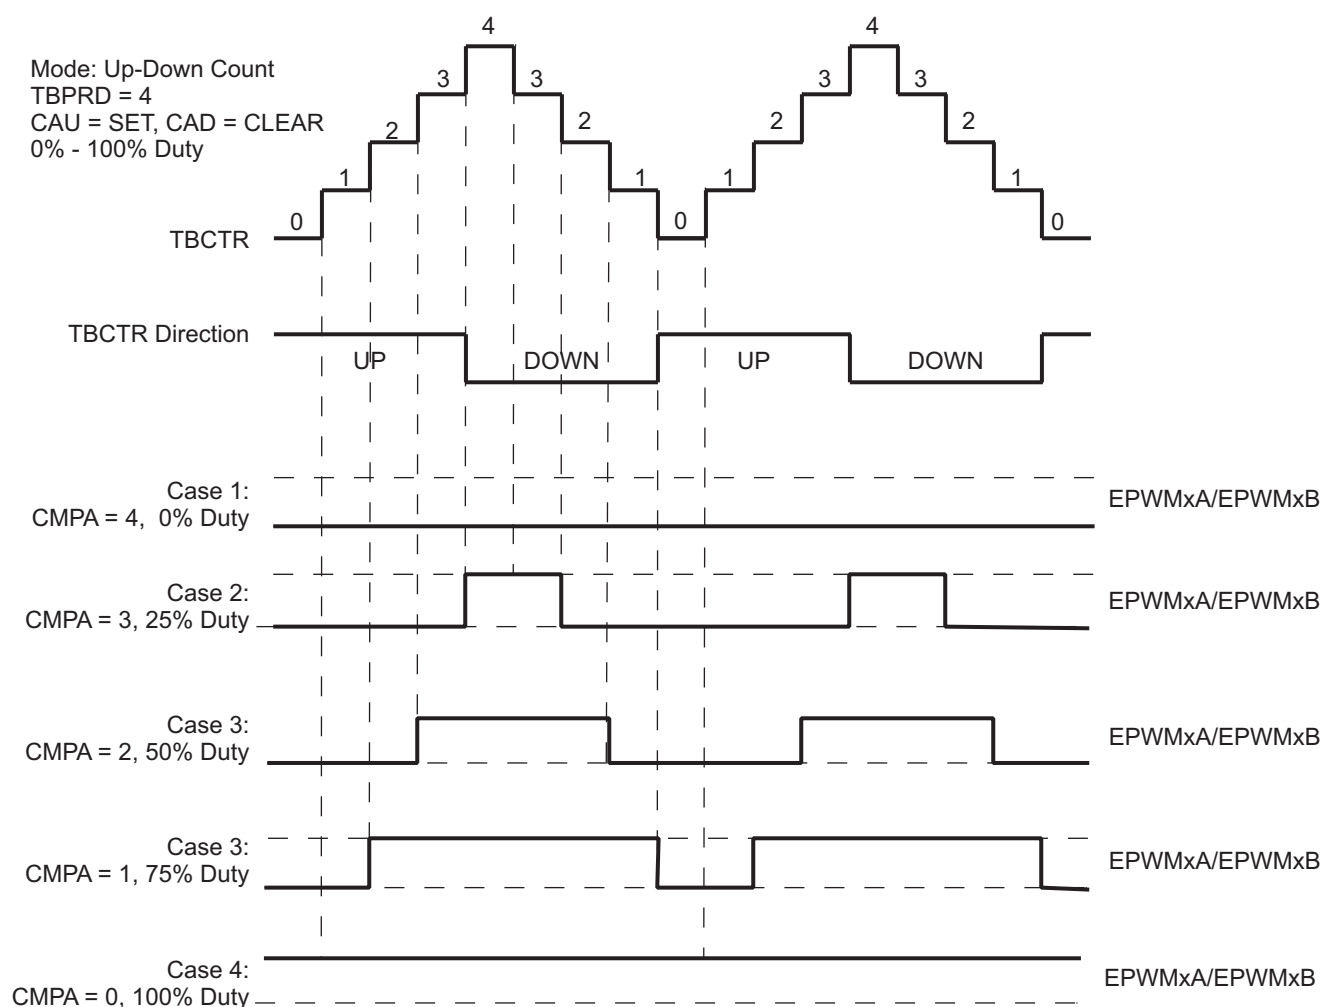 4
4
Mode: Up-Down Count
TBPRD = 4
CAU = SET, CAD = CLEAR
0% - 100% Duty
3
3
3
3
2
2
2
2
1
1
1
1
0
0
0
TBCTR
TBCTR Direction
UP
DOWN
UP
DOWN
Case 1:
CMPA = 4, 0% Duty
EPWMxA/EPWMxB
Case 2:
CMPA = 3, 25% Duty
EPWMxA/EPWMxB
Case 3:
CMPA = 2, 50% Duty
EPWMxA/EPWMxB
Case 3:
CMPA = 1, 75% Duty
EPWMxA/EPWMxB
Case 4:
CMPA = 0, 100% Duty
EPWMxA/EPWMxB